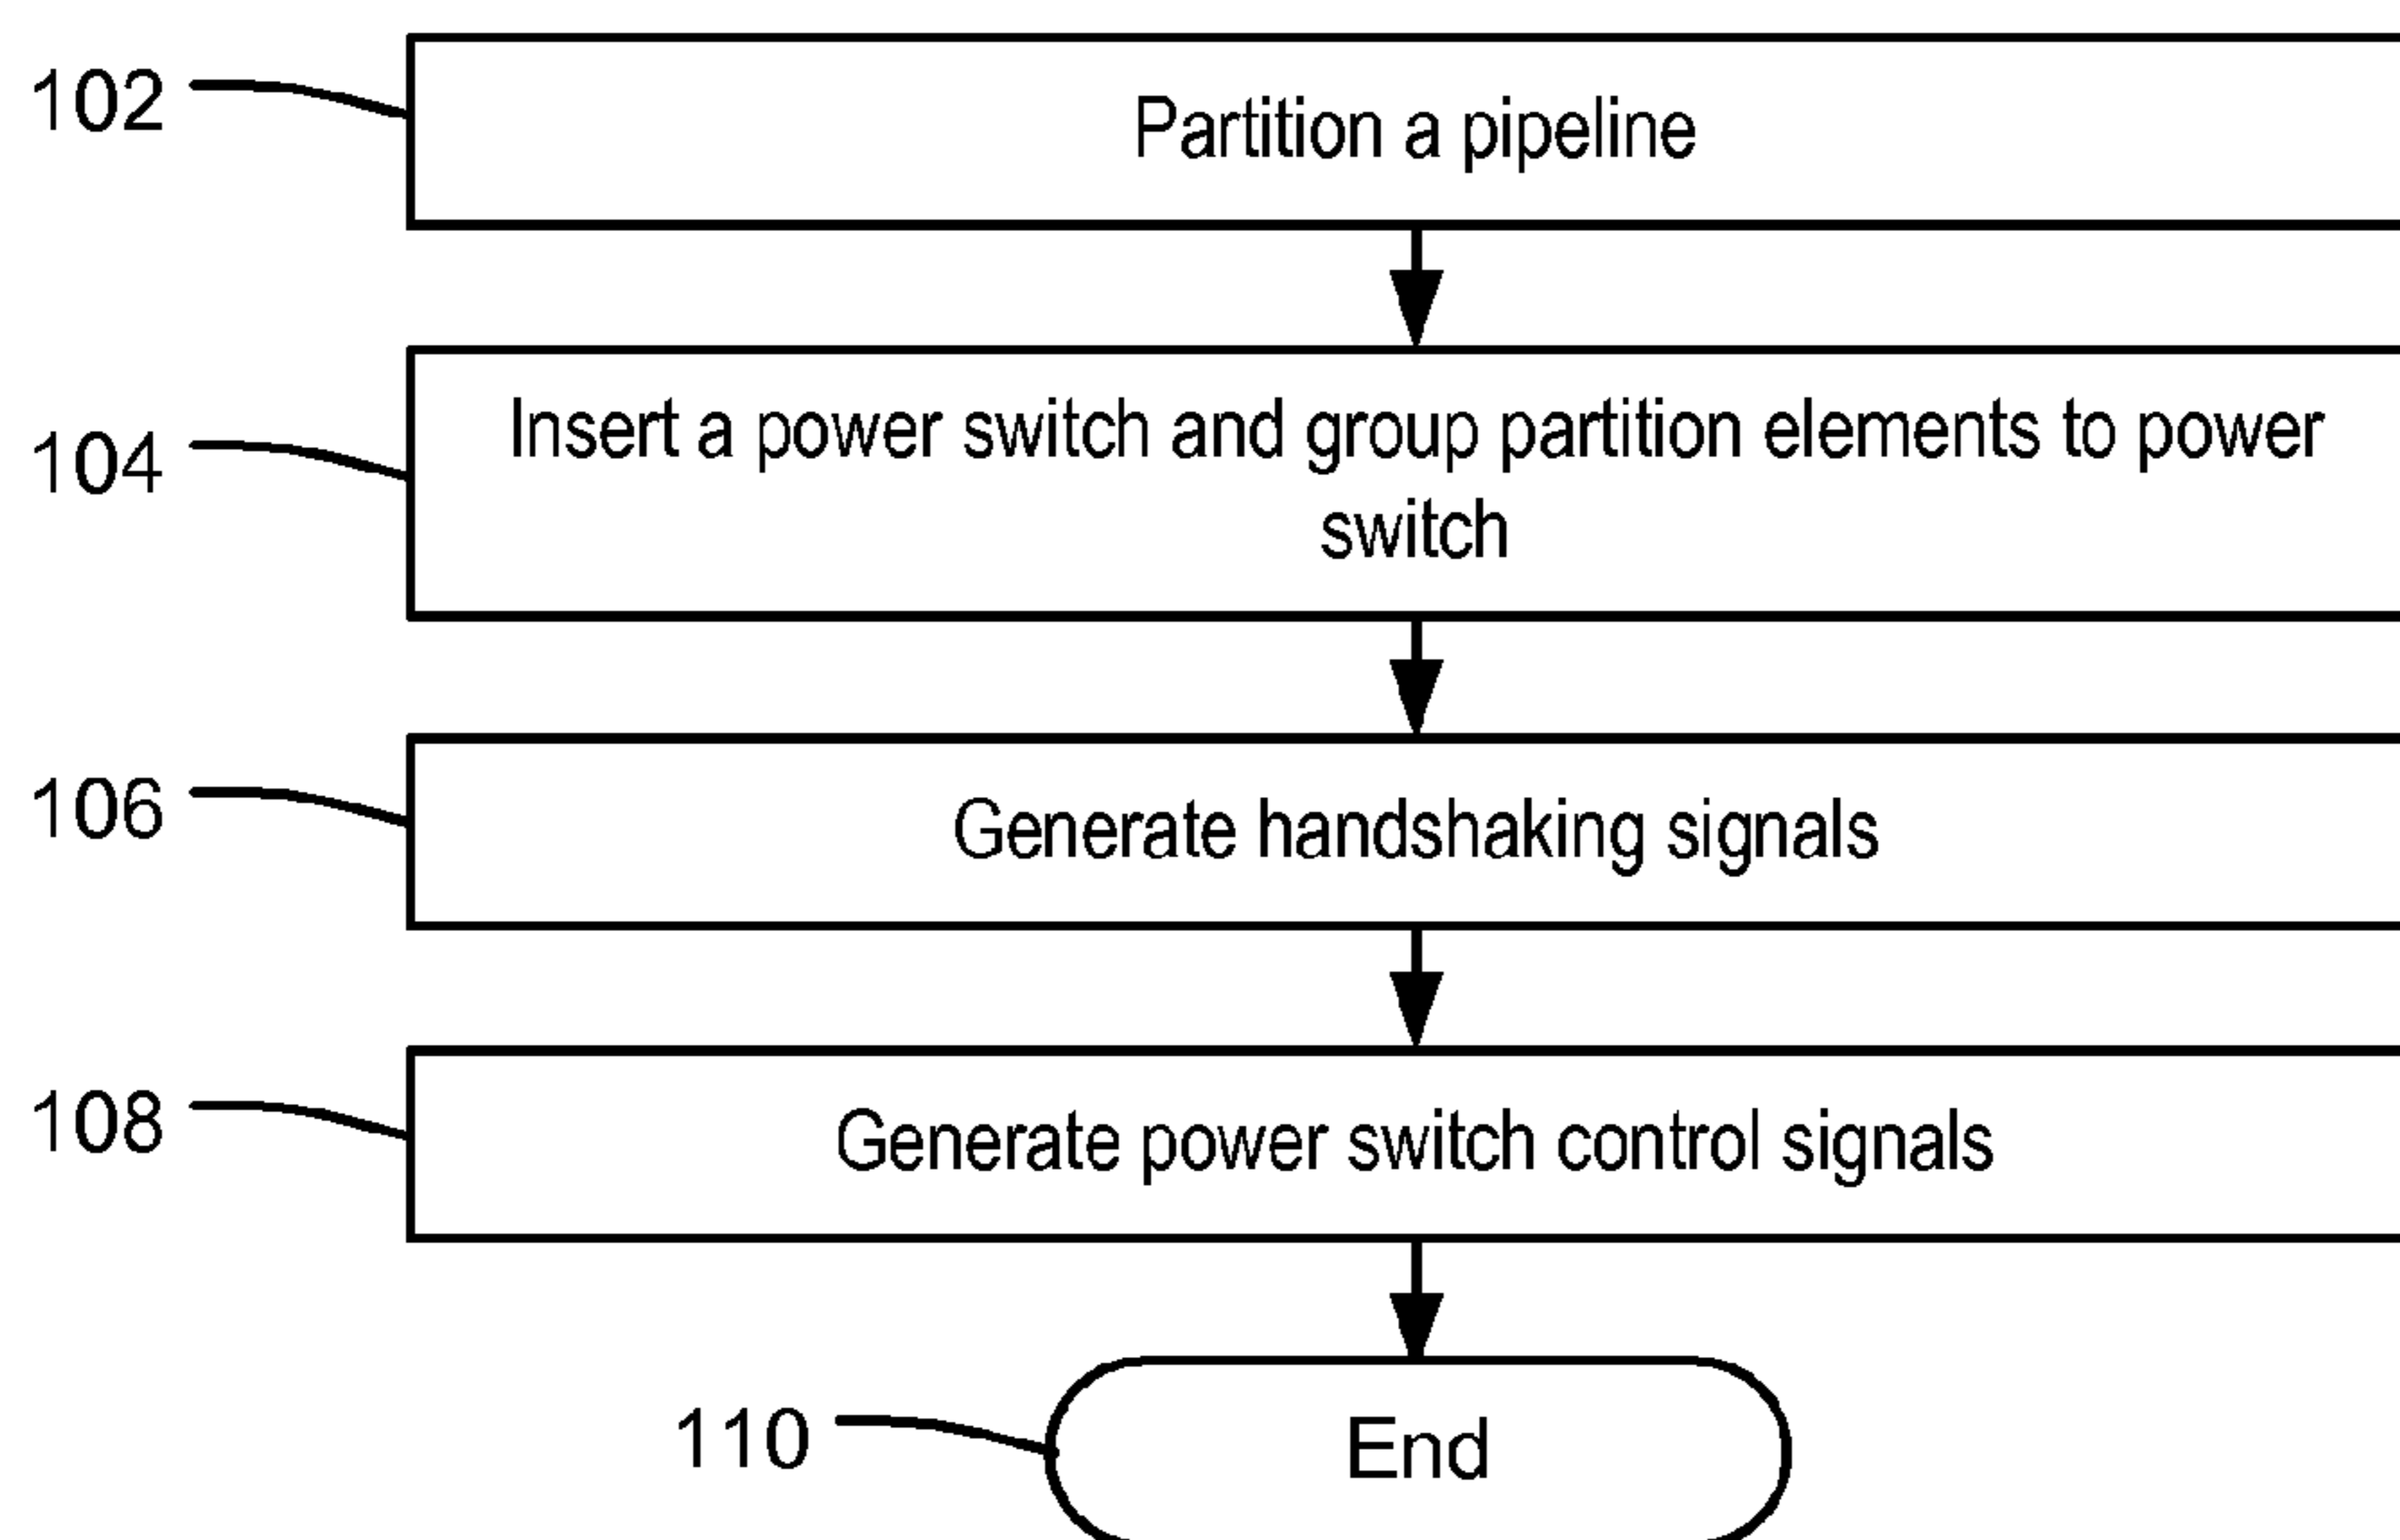 102
Partition a pipeline
104
Insert a power switch and group partition elements to power
switch
106
Generate handshaking signals
108
Generate power switch control signals
110
End